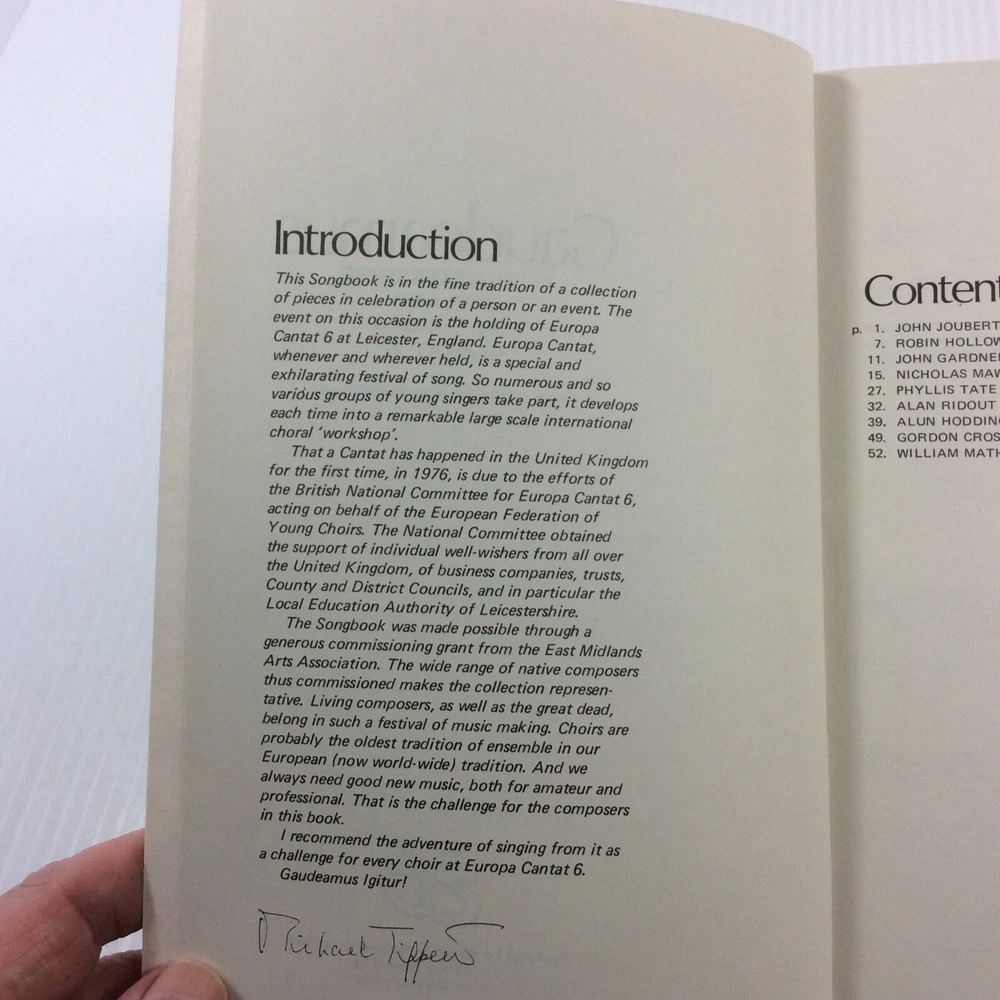 Introduction
This Songbook is in the fine tradition of a collection
of pieces in celebration of a person or an event. The
event on this occasion is the holding of Europa
Cantat 6 at Leicester, England. Europa Cantat,
whenever and wherever held, is a special and
exhilarating festival of song. So numerous and so
various groups of young singers take part, it develops
each time into a remarkable large scale international
choral 'workshop'.
That a Cantat has happened in the United Kingdom
for the first time, in 1976, is due to the efforts of
the British National Committee for Europa Cantat 6,
acting on behalf of the European Federation of
Young Choirs. The National Committee obtained
the support of individual well-wishers from all over
the United Kingdom, of business companies, trusts,
County and District Councils, and in particular the
Local Education Authority of Leicestershire.
The Songbook was made possible through a
generous commissioning grant from the East Midlands
Arts Association. The wide range of native composers
thus commissioned makes the collection represen-
tative. Living composers, as well as the great dead,
belong in such a festival of music making. Choirs are
probably the oldest tradition of ensemble in our
European (now world-wide) tradition. And we
always need good new music, both for amateur and
professional. That is the challenge for the composers
in this book.
I recommend the adventure of singing from it as
a challenge for every choir at Europa Cantat 6.
Gaudeamus Igitur!
Michael Tippett
Content
p. 1. JOHN JOUBERT
7. ROBIN HOLLOW
11. JOHN GARDNE
15. NICHOLAS MAW
27. PHYLLIS TATE
32. ALAN RIDOUT
39. ALUN HODDIN
49. GORDON CROS
52. WILLIAM MATH